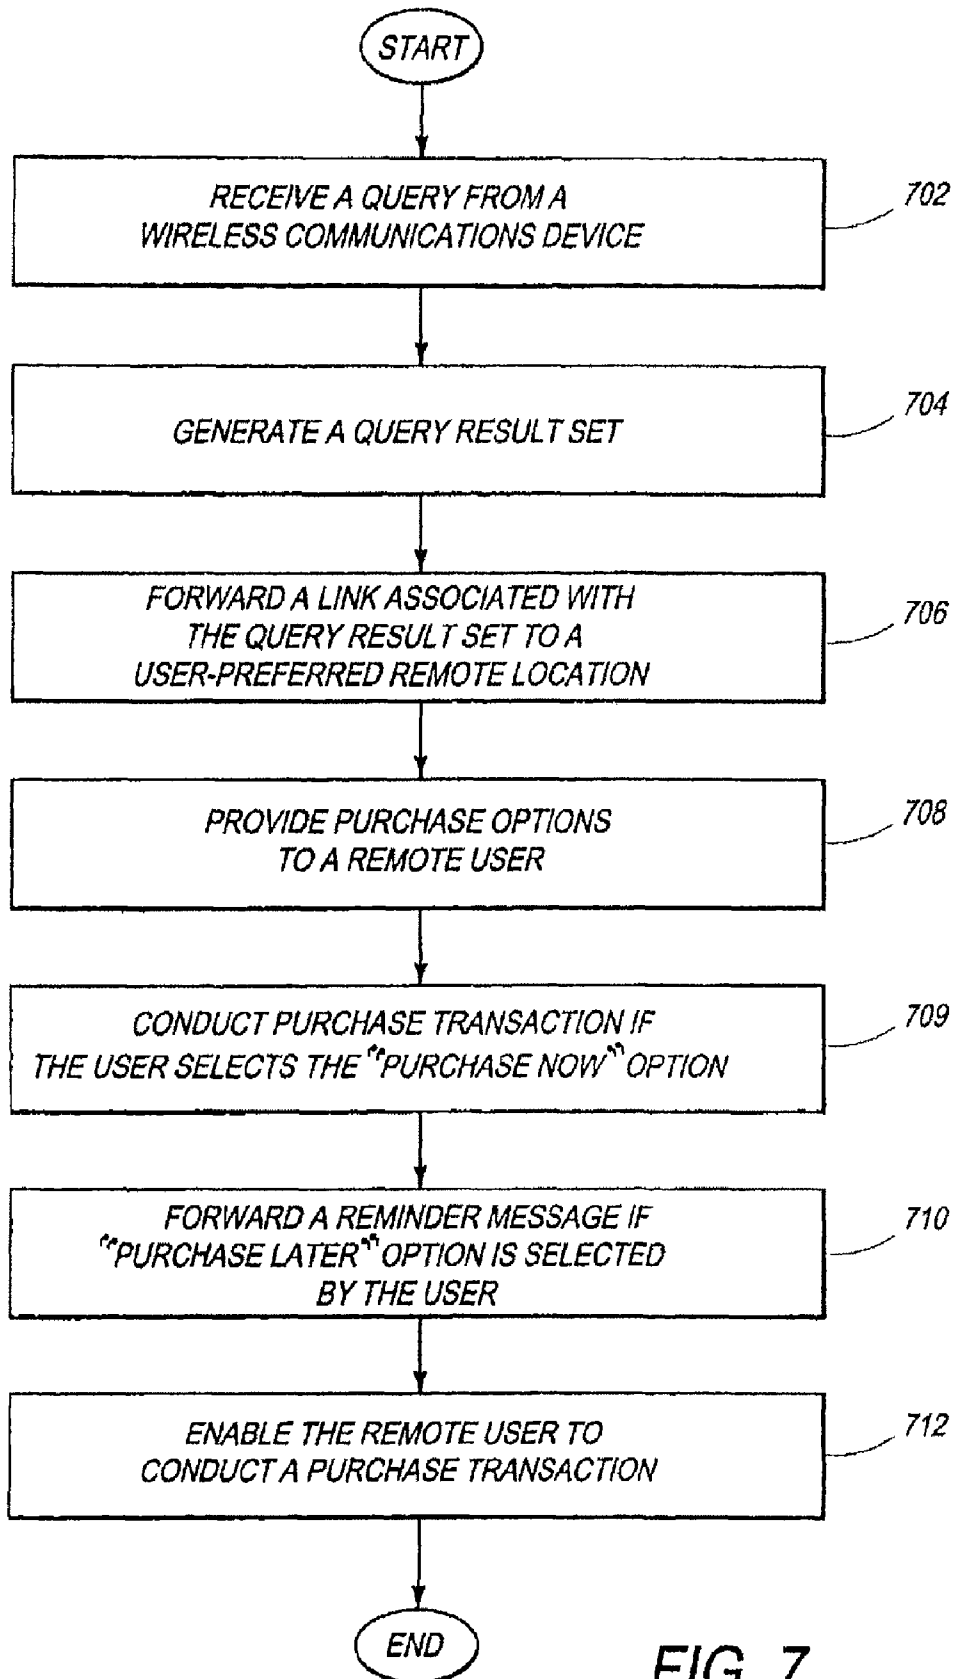 START
RECEIVE A QUERY FROM A
WIRELESS COMMUNICATIONS DEVICE
702
GENERATE A QUERY RESULT SET
704
FORWARD A LINK ASSOCIATED WITH
THE QUERY RESULT SET TO A
USER-PREFERRED REMOTE LOCATION
706
PROVIDE PURCHASE OPTIONS
TO A REMOTE USER
708
CONDUCT PURCHASE TRANSACTION IF
THE USER SELECTS THE "PURCHASE NOW" OPTION
709
FORWARD A REMINDER MESSAGE IF
"PURCHASE LATER" OPTION IS SELECTED
BY THE USER
710
ENABLE THE REMOTE USER TO
CONDUCT A PURCHASE TRANSACTION
712
END
FIG. 7